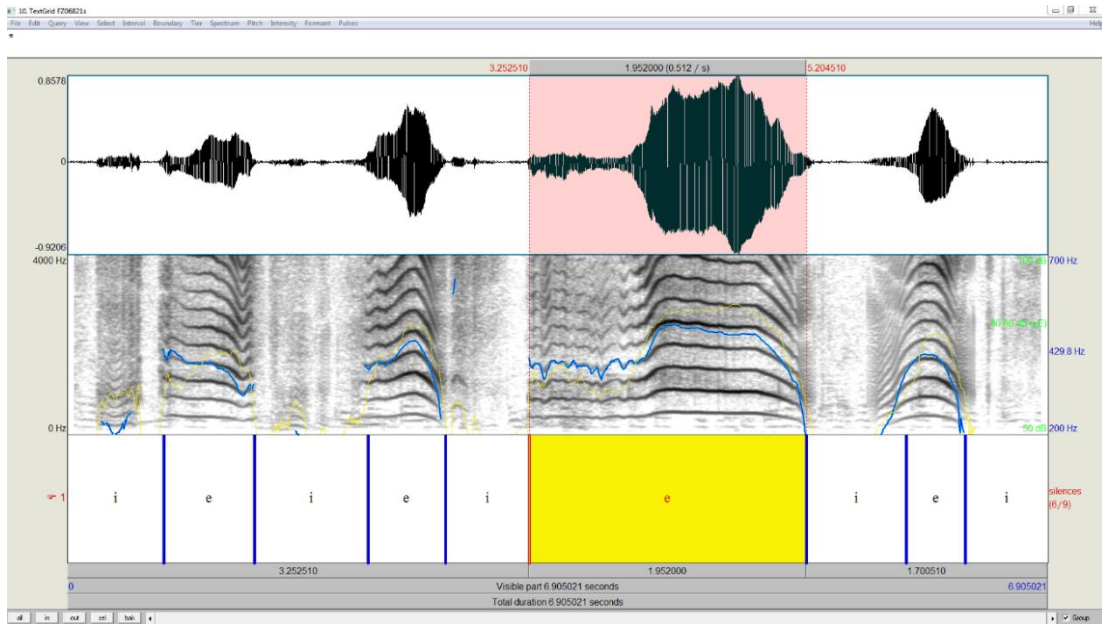 10. TextGrid FZ06821s
File Edit Query View Select Interval Boundary Tier Spectrum Pitch Intensity Formant Pulses Help
e
3.252510 1.952000 (0.512 / s) 5.204510
0.8578
0
-0.9206
4000 Hz 700 Hz
429.8 Hz
0 Hz 50 dB 200 Hz
1 i e i e i e i e i silences
(6/9)
3.252510 1.952000 1.700510
0 Visible part 6.905021 seconds 6.905021
Total duration 6.905021 seconds
all in out sel bak Group